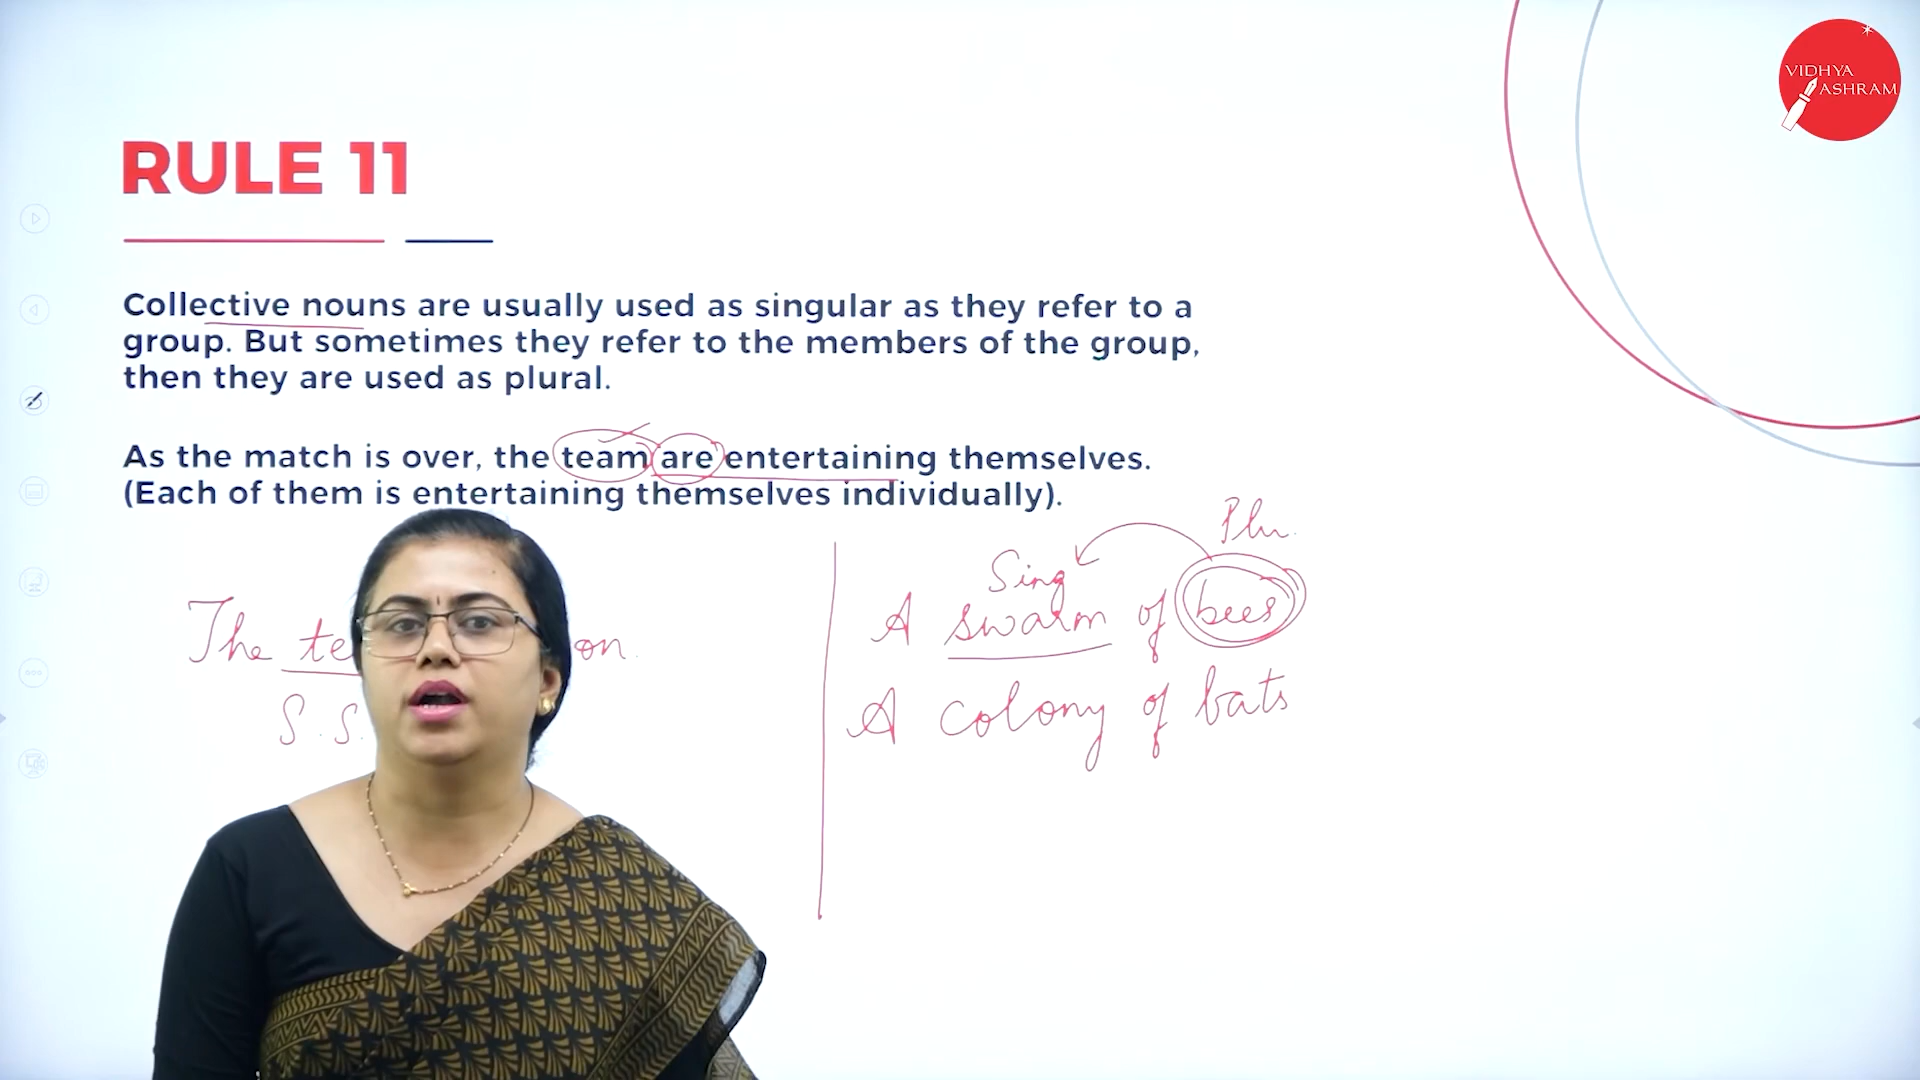 VIDHYA
ASHRAM
RULE 11
Collective nouns are usually used as singular as they refer to a
group. But sometimes they refer to the members of the group,
then they are used as plural.
As the match is over, the team are entertaining themselves.
(Each of them is entertaining themselves individually).
Plu.
Sing
A swarm of bees
The te on.
A colony of bats
S.S.